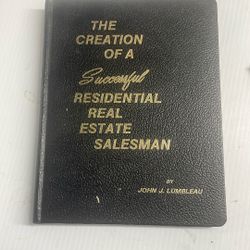 THE
CREATION
OF A
Successful
RESIDENTIAL
REAL
ESTATE
SALESMAN
BY
JOHN J. LUMBLEAU